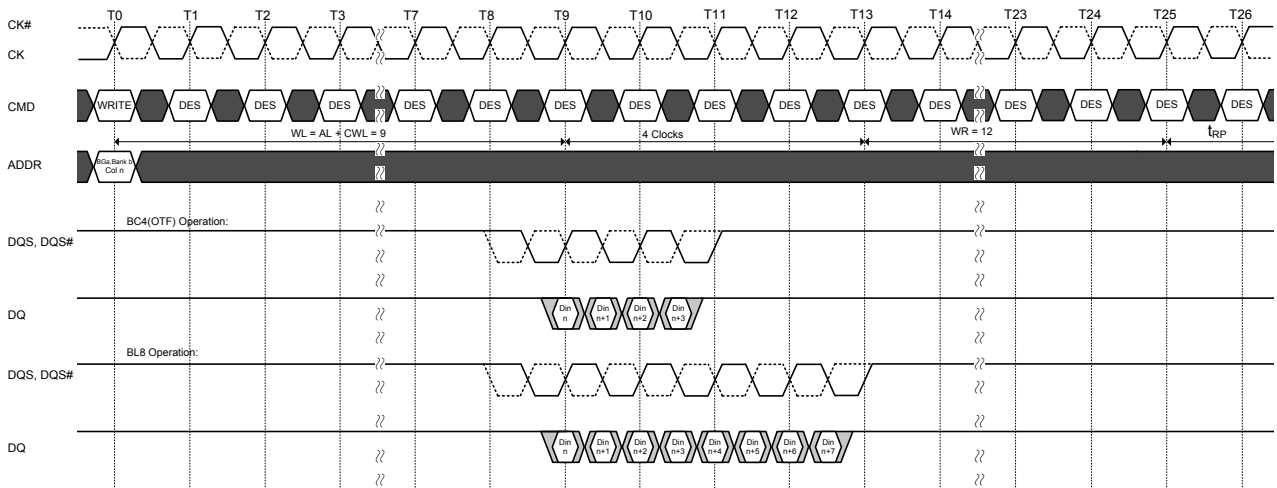 T0 T1 T2 T3 T7 T8 T9 T10 T11 T12 T13 T14 T23 T24 T25 T26
CK#
CK
CMD WRITE DES DES DES DES DES DES DES DES DES DES DES DES DES DES DES
WL = AL + CWL = 9 4 Clocks WR = 12 tRP
ADDR BGa,Bank b
Col n
BC4(OTF) Operation:
DQS, DQS#
DQ Din n Din n+1 Din n+2 Din n+3
BL8 Operation:
DQS, DQS#
DQ Din n Din n+1 Din n+2 Din n+3 Din n+4 Din n+5 Din n+6 Din n+7